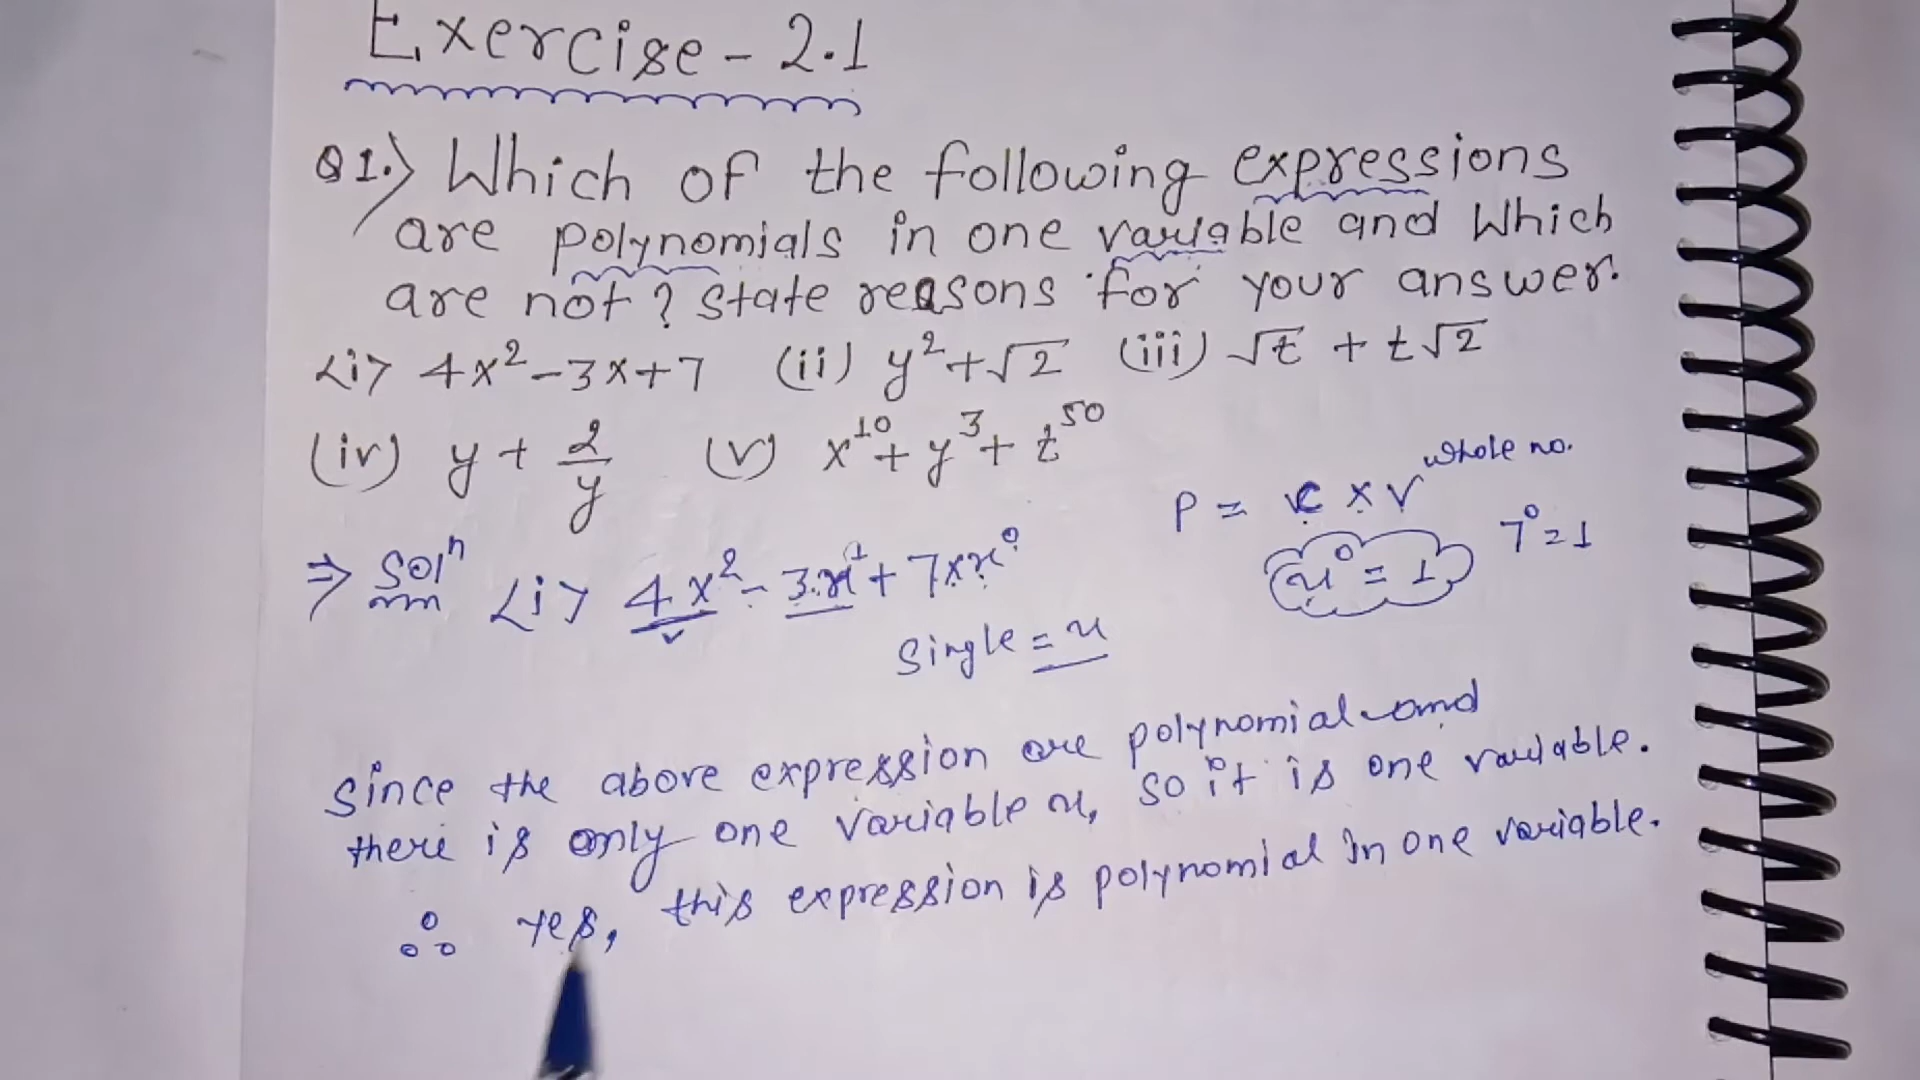 Exercise - 2.1
Q1.) Which of the following expressions
are polynomials in one variable and Which
are not? State reasons for your answer.
<i> 4x² - 3x + 7 (ii) y² + √2 (iii) √t + t√2
(iv) y + 2/y (v) x¹⁰ + y³ + t⁵⁰
P = c × v^whole no.
⇒ Solⁿ <i> 4x² - 3.x¹ + 7×x⁰
x⁰ = 1 7⁰ = 1
Single = x
Since the above expression are polynomial and
there is only one variable x, so it is one variable.
∴ Yes, this expression is polynomial in one variable.